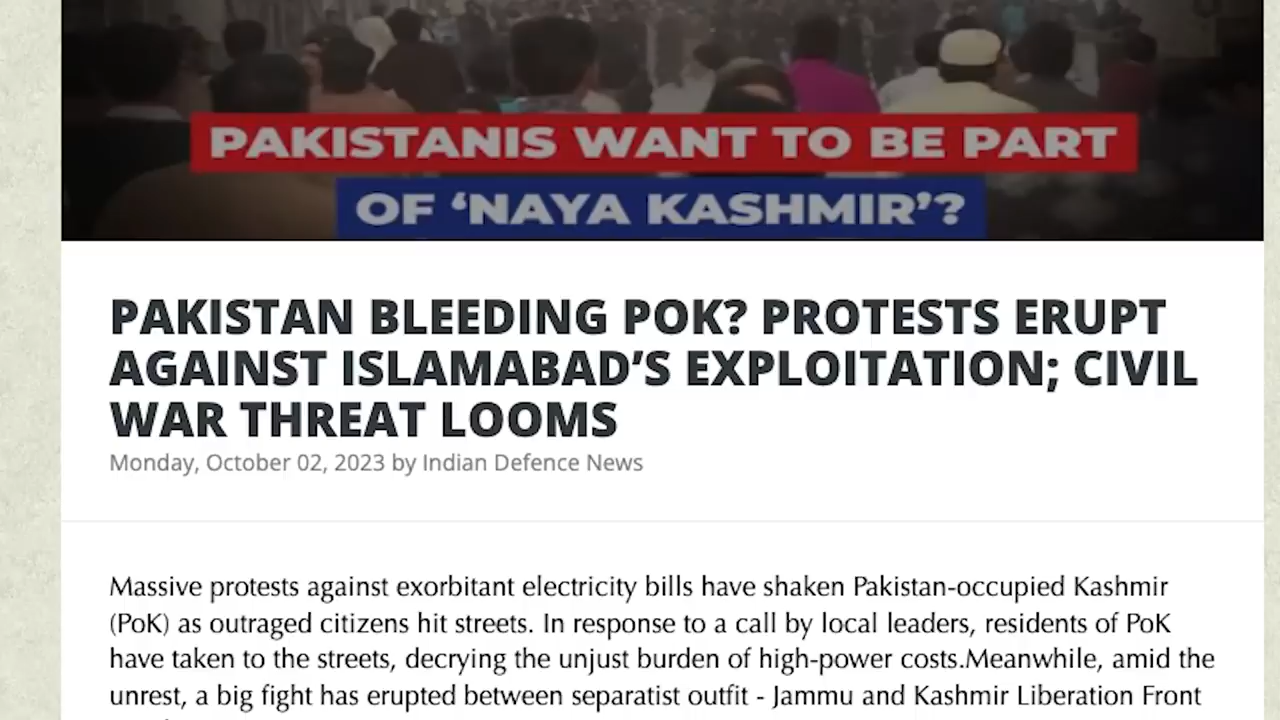 PAKISTANIS WANT TO BE PART
OF ‘NAYA KASHMIR’?
PAKISTAN BLEEDING POK? PROTESTS ERUPT
AGAINST ISLAMABAD’S EXPLOITATION; CIVIL
WAR THREAT LOOMS
Monday, October 02, 2023 by Indian Defence News
Massive protests against exorbitant electricity bills have shaken Pakistan-occupied Kashmir
(PoK) as outraged citizens hit streets. In response to a call by local leaders, residents of PoK
have taken to the streets, decrying the unjust burden of high-power costs.Meanwhile, amid the
unrest, a big fight has erupted between separatist outfit - Jammu and Kashmir Liberation Front